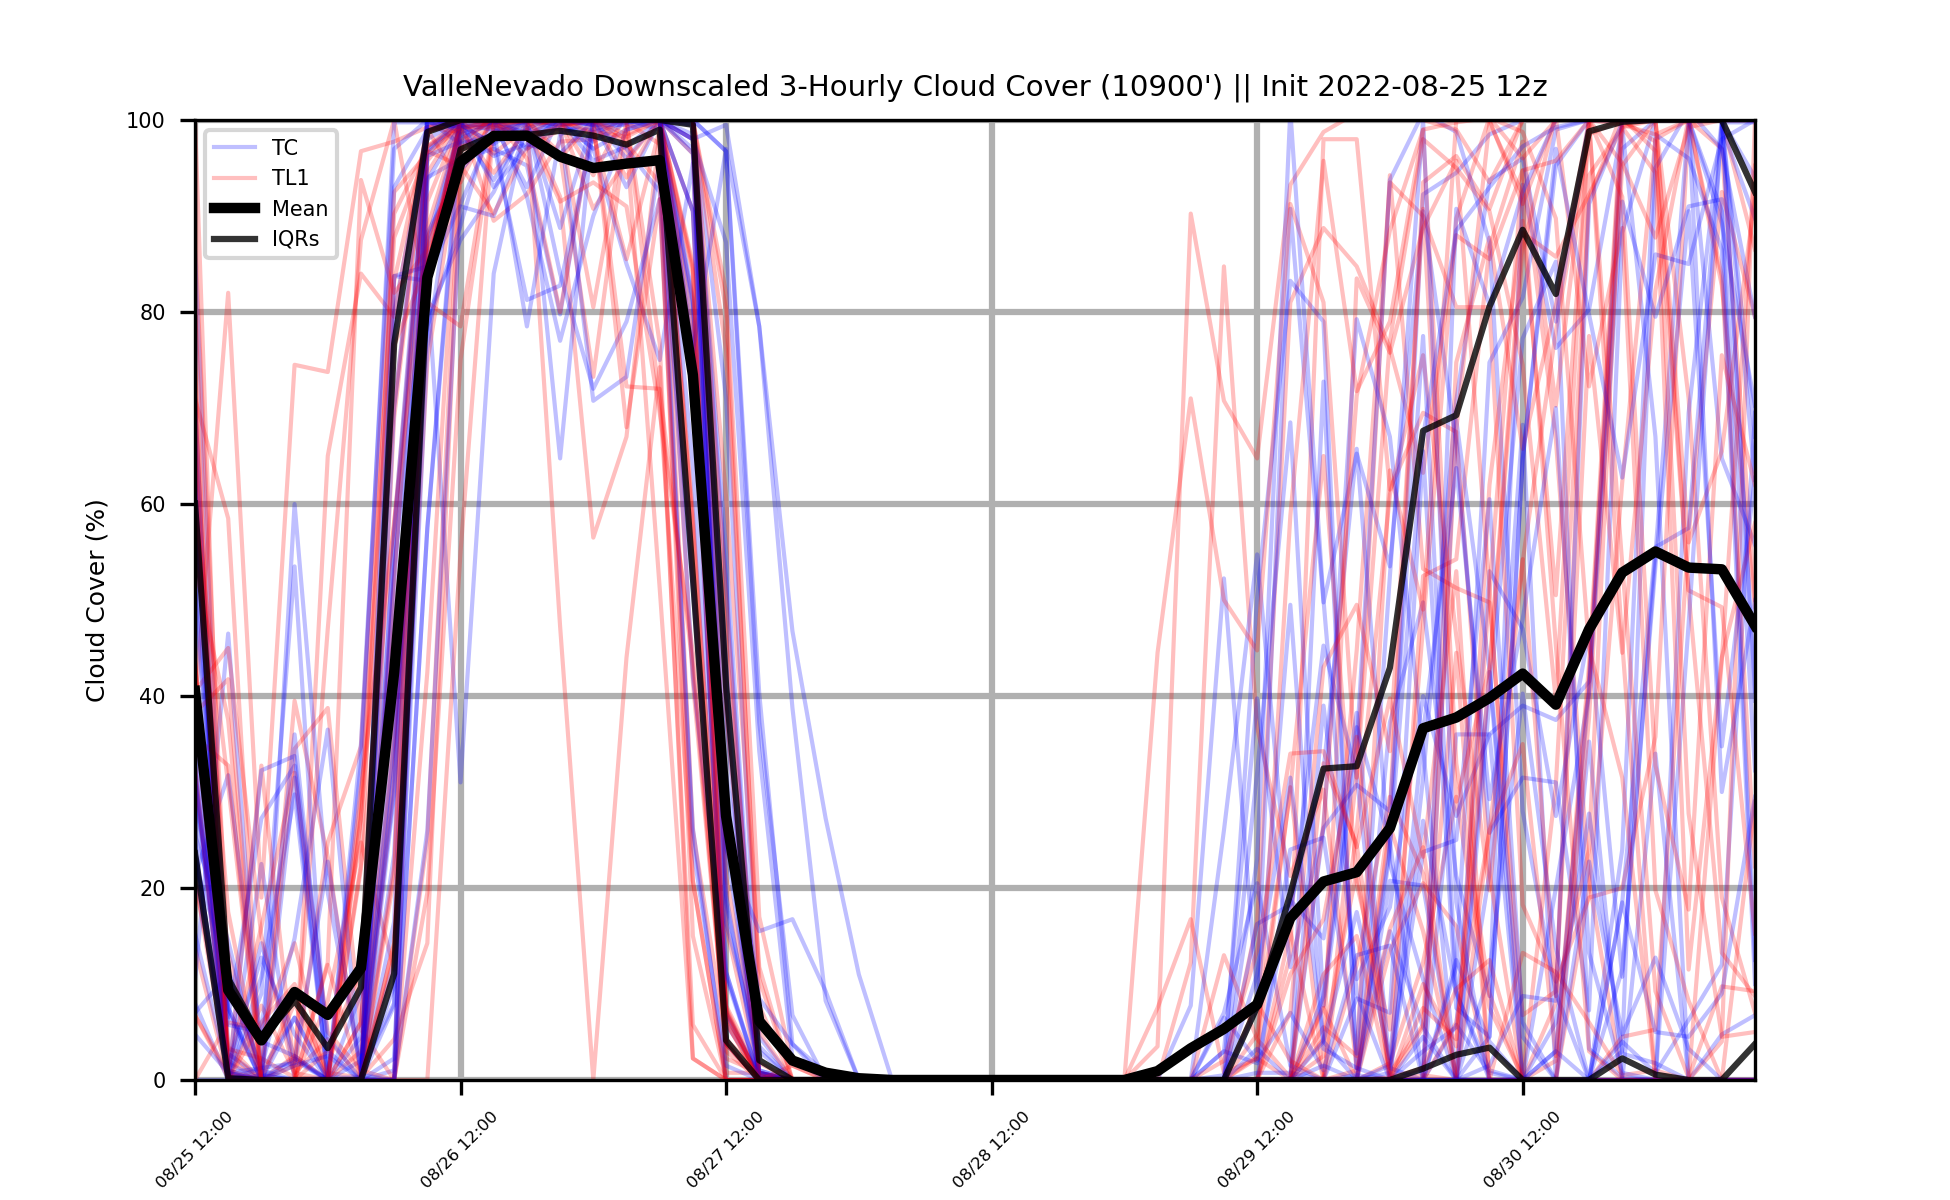 ValleNevado Downscaled 3-Hourly Cloud Cover (10900') || Init 2022-08-25 12z
100
80
60
40
20
0
Cloud Cover (%)
TC
TL1
Mean
IQRs
08/25 12:00
08/26 12:00
08/27 12:00
08/28 12:00
08/29 12:00
08/30 12:00